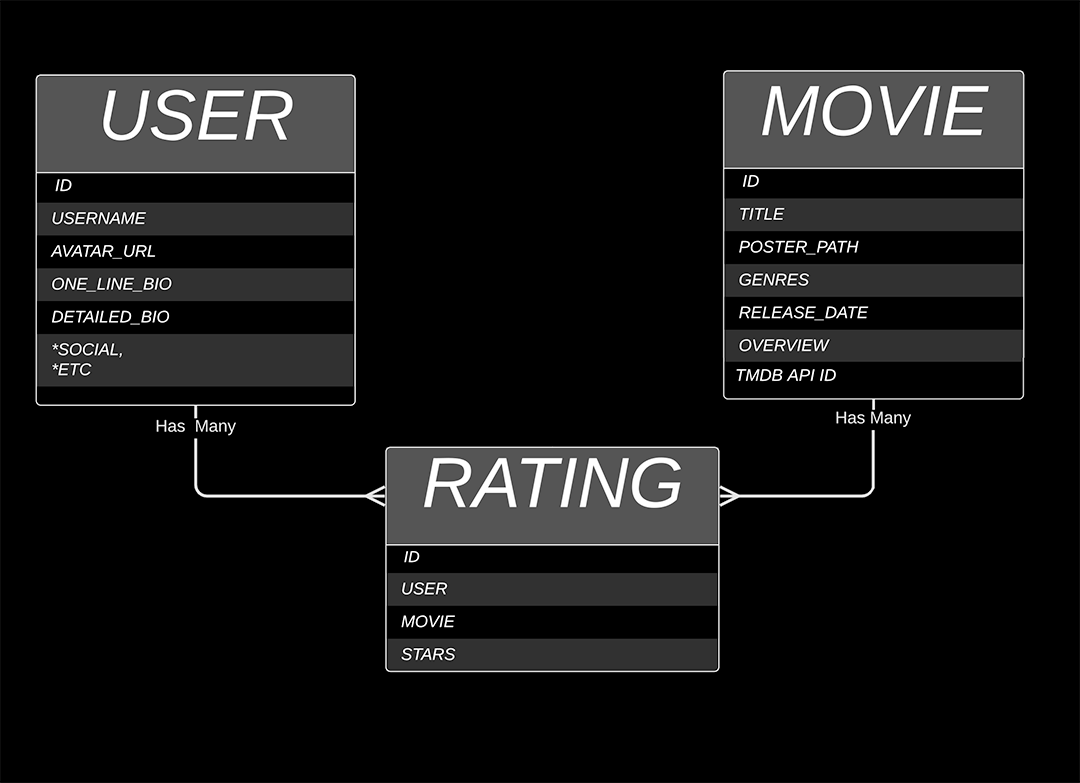 USER
ID
USERNAME
AVATAR_URL
ONE_LINE_BIO
DETAILED_BIO
*SOCIAL,
*ETC
Has Many
MOVIE
ID
TITLE
POSTER_PATH
GENRES
RELEASE_DATE
OVERVIEW
TMDB API ID
Has Many
RATING
ID
USER
MOVIE
STARS